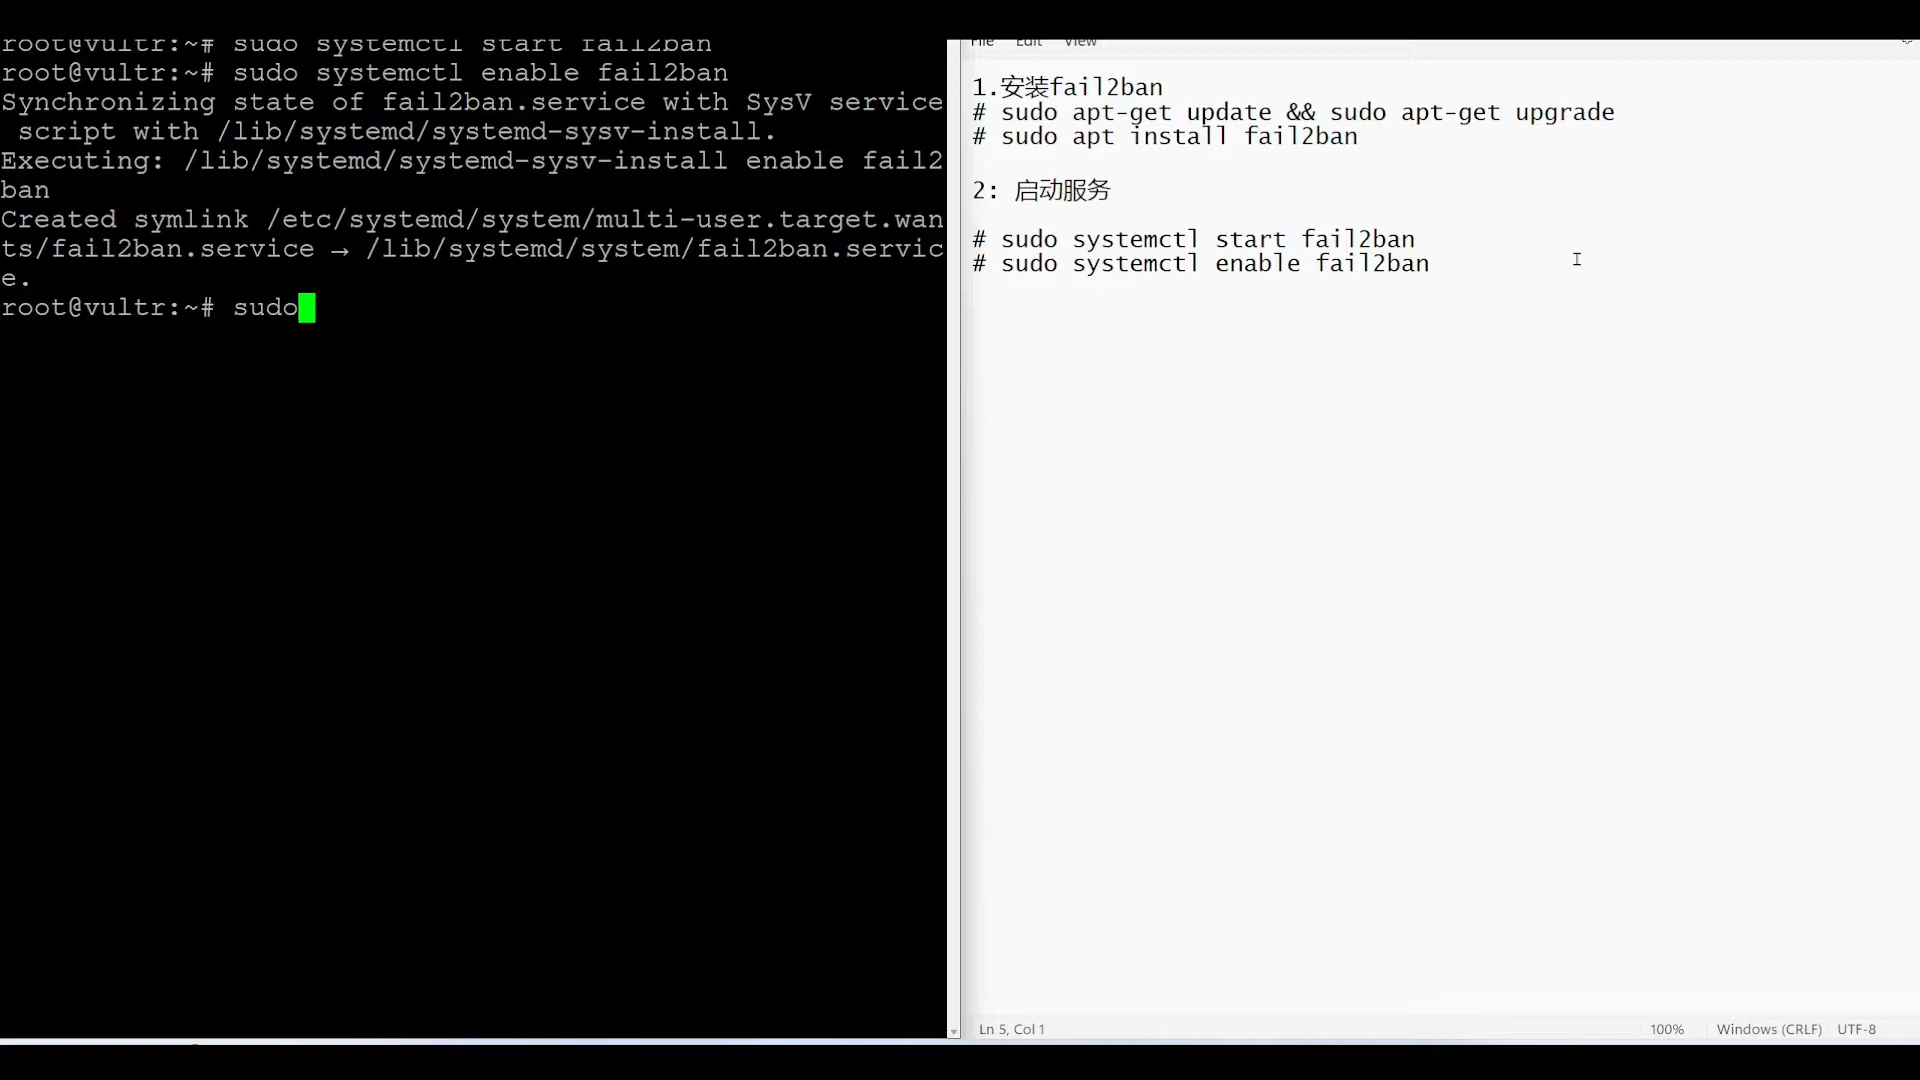 root@vultr:~# sudo systemctl start fail2ban
root@vultr:~# sudo systemctl enable fail2ban
Synchronizing state of fail2ban.service with SysV service
 script with /lib/systemd/systemd-sysv-install.
Executing: /lib/systemd/systemd-sysv-install enable fail2
ban
Created symlink /etc/systemd/system/multi-user.target.wan
ts/fail2ban.service → /lib/systemd/system/fail2ban.servic
e.
root@vultr:~# sudo
File Edit View
1.安装fail2ban
# sudo apt-get update && sudo apt-get upgrade
# sudo apt install fail2ban
2: 启动服务
# sudo systemctl start fail2ban
# sudo systemctl enable fail2ban
Ln 5, Col 1 100% Windows (CRLF) UTF-8